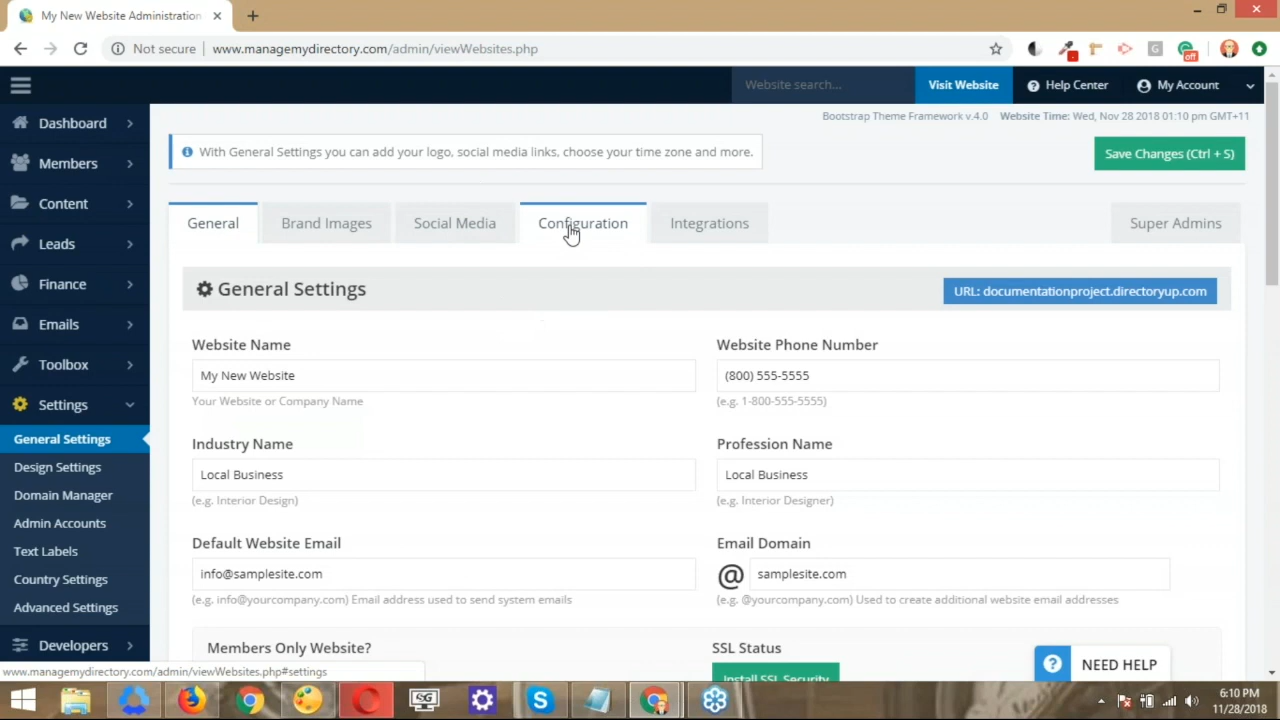 My New Website Administration
Not secure | www.managemydirectory.com/admin/viewWebsites.php
off
Website search...
Visit Website
Help Center
My Account
Bootstrap Theme Framework v.4.0 Website Time: Wed, Nov 28 2018 01:10 pm GMT+11
With General Settings you can add your logo, social media links, choose your time zone and more.
Save Changes (Ctrl + S)
Dashboard
Members
Content
Leads
Finance
Emails
Toolbox
Settings
General Settings
Design Settings
Domain Manager
Admin Accounts
Text Labels
Country Settings
Advanced Settings
Developers
General
Brand Images
Social Media
Configuration
Integrations
Super Admins
General Settings
URL: documentationproject.directoryup.com
Website Name
My New Website
Your Website or Company Name
Website Phone Number
(800) 555-5555
(e.g. 1-800-555-5555)
Industry Name
Local Business
(e.g. Interior Design)
Profession Name
Local Business
(e.g. Interior Designer)
Default Website Email
info@samplesite.com
(e.g. info@yourcompany.com) Email address used to send system emails
Email Domain
@ samplesite.com
(e.g. @yourcompany.com) Used to create additional website email addresses
Members Only Website?
SSL Status
Install SSL Security
? NEED HELP
www.managemydirectory.com/admin/viewWebsites.php#settings
SG
6:10 PM
11/28/2018